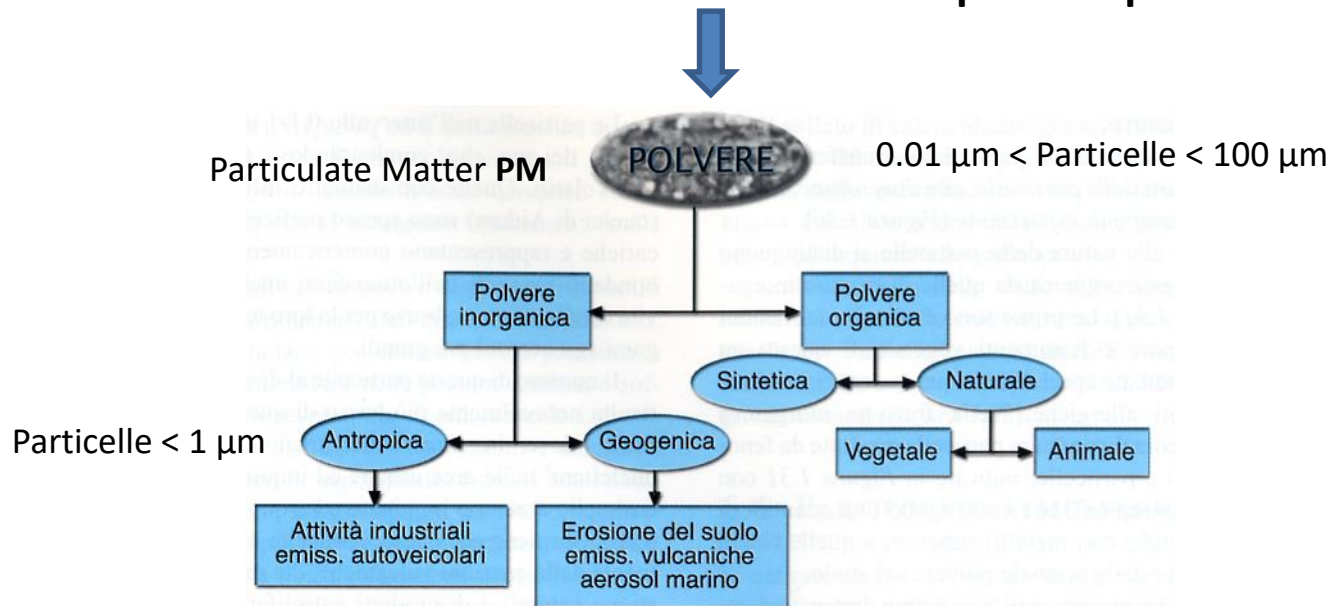 Particulate Matter PM
POLVERE
0.01 µm < Particelle < 100 µm
Polvere
inorganica
Polvere
organica
Sintetica
Naturale
Particelle < 1 µm
Antropica
Geogenica
Vegetale
Animale
Attività industriali
emiss. autoveicolari
Erosione del suolo
emiss. vulcaniche
aerosol marino